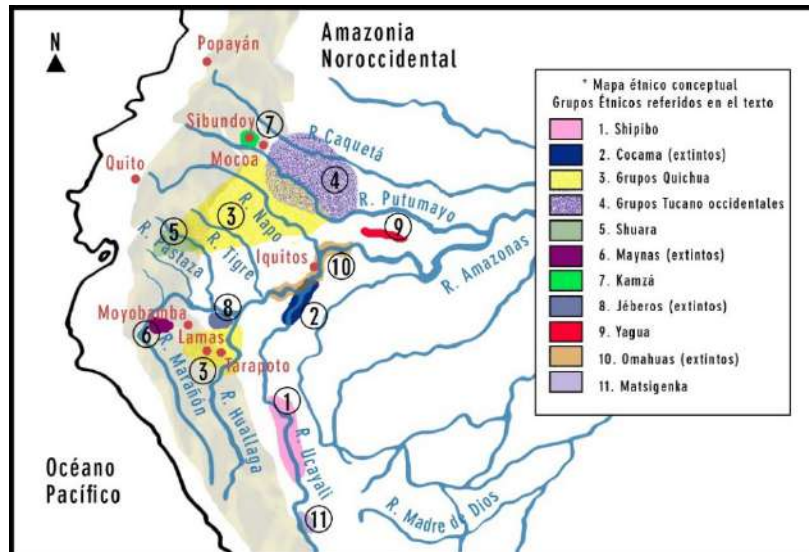 N
Popayán
Amazonia
Noroccidental
Sibundoy
7
Mocoa
R. Caquetá
Quito
4
R. Putumayo
3
R. Napo
5
R. Pastaza
R. Tigre
9
Iquitos
10
R. Amazonas
8
2
Moyobamba
6
Lamas
3
Tarapoto
R. Marañón
R. Huallaga
1
R. Ucayali
Océano
Pacífico
R. Madre de Dios
11
* Mapa étnico conceptual
Grupos Étnicos referidos en el texto
1. Shipibo
2. Cocama (extintos)
3. Grupos Quichua
4. Grupos Tucano occidentales
5. Shuara
6. Maynas (extintos)
7. Kamzá
8. Jéberos (extintos)
9. Yagua
10. Omahuas (extintos)
11. Matsigenka